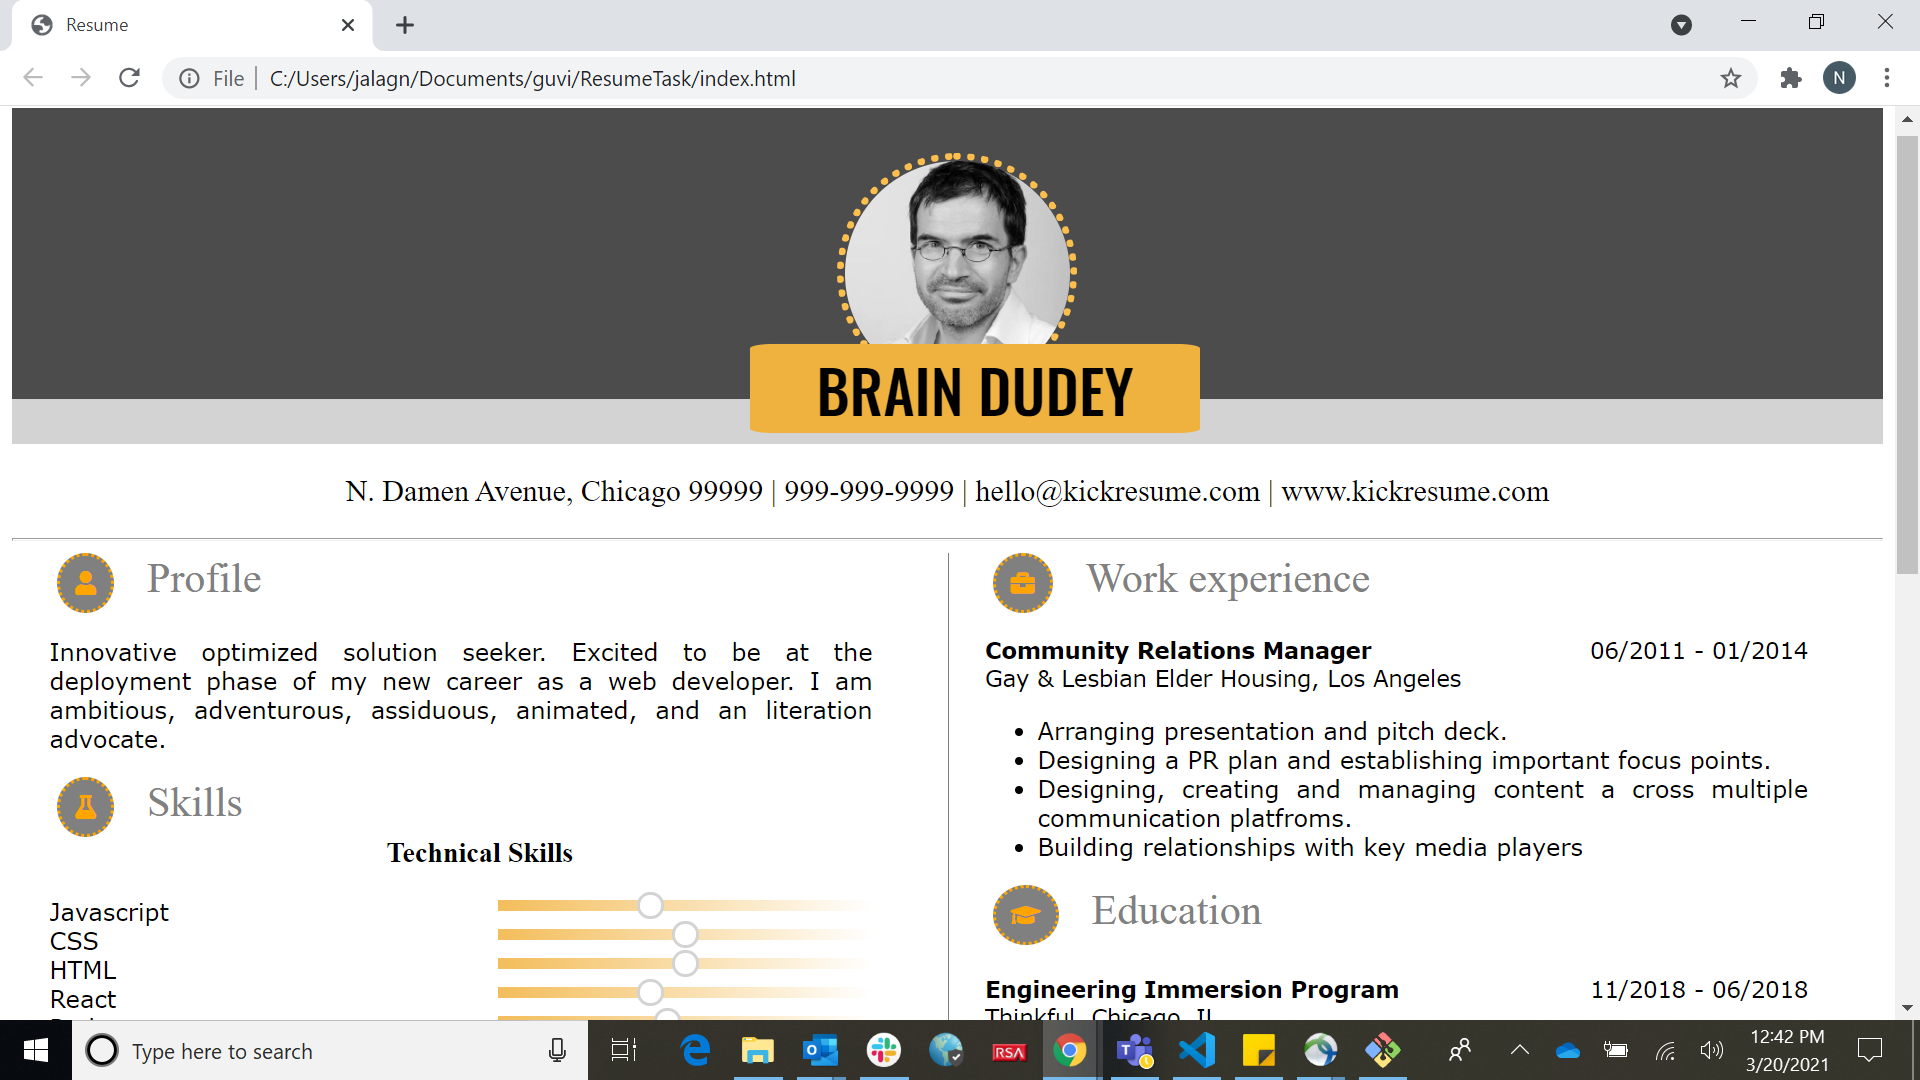 Resume
File
C:/Users/jalagn/Documents/guvi/ResumeTask/index.html
N
BRAIN DUDEY
N. Damen Avenue, Chicago 99999 | 999-999-9999 | hello@kickresume.com | www.kickresume.com
Profile
Innovative optimized solution seeker. Excited to be at the
deployment phase of my new career as a web developer. I am
ambitious, adventurous, assiduous, animated, and an literation
advocate.
Skills
Technical Skills
Javascript
CSS
HTML
React
Work experience
Community Relations Manager 06/2011 - 01/2014
Gay & Lesbian Elder Housing, Los Angeles
• Arranging presentation and pitch deck.
• Designing a PR plan and establishing important focus points.
• Designing, creating and managing content a cross multiple
communication platfroms.
• Building relationships with key media players
Education
Engineering Immersion Program 11/2018 - 06/2018
Thinkful, Chicago, IL
Type here to search
RSA
12:42 PM
3/20/2021